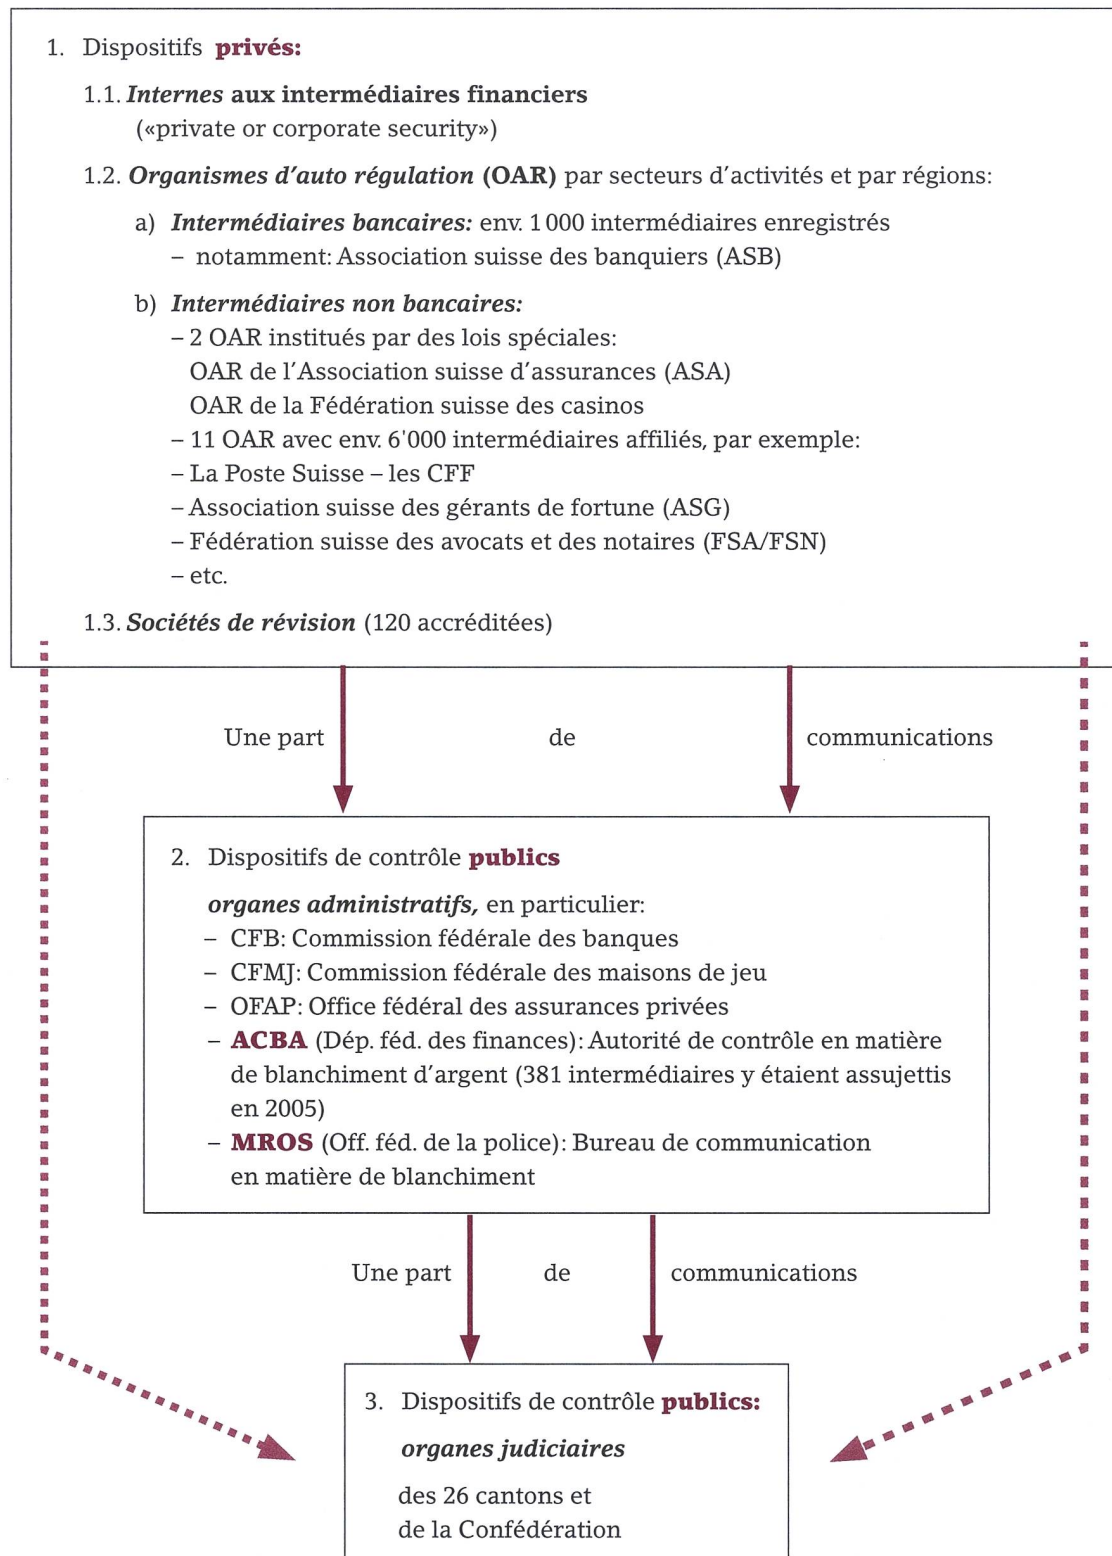 1. Dispositifs privés:
1.1. Internes aux intermédiaires financiers
(«private or corporate security»)
1.2. Organismes d'auto régulation (OAR) par secteurs d'activités et par régions:
a) Intermédiaires bancaires: env. 1 000 intermédiaires enregistrés
– notamment: Association suisse des banquiers (ASB)
b) Intermédiaires non bancaires:
– 2 OAR institués par des lois spéciales:
OAR de l'Association suisse d'assurances (ASA)
OAR de la Fédération suisse des casinos
– 11 OAR avec env. 6'000 intermédiaires affiliés, par exemple:
– La Poste Suisse – les CFF
– Association suisse des gérants de fortune (ASG)
– Fédération suisse des avocats et des notaires (FSA/FSN)
– etc.
1.3. Sociétés de révision (120 accréditées)
Une part de communications
2. Dispositifs de contrôle publics
organes administratifs, en particulier:
– CFB: Commission fédérale des banques
– CFMJ: Commission fédérale des maisons de jeu
– OFAP: Office fédéral des assurances privées
– ACBA (Dép. féd. des finances): Autorité de contrôle en matière
de blanchiment d'argent (381 intermédiaires y étaient assujettis
en 2005)
– MROS (Off. féd. de la police): Bureau de communication
en matière de blanchiment
Une part de communications
3. Dispositifs de contrôle publics:
organes judiciaires
des 26 cantons et
de la Confédération